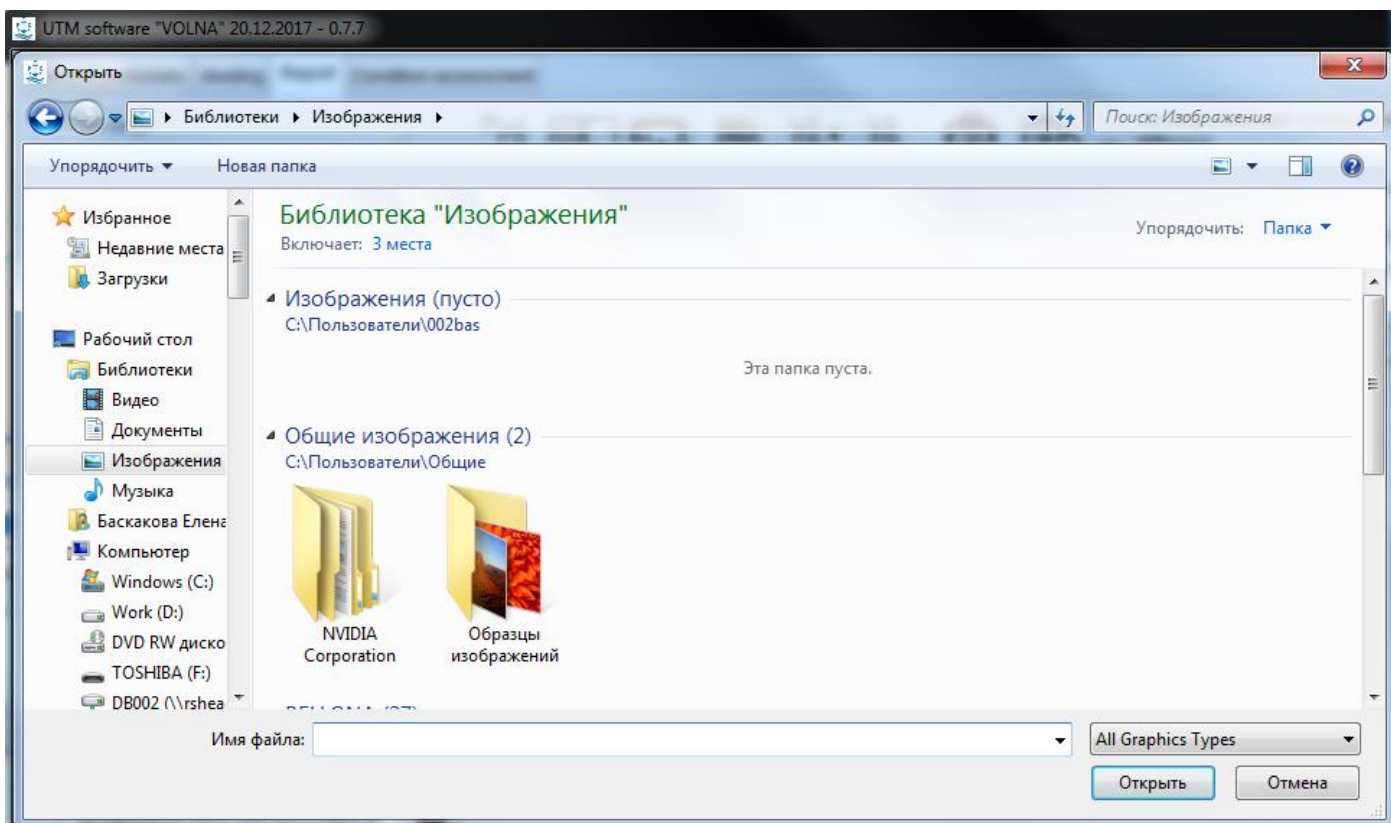 UTM software "VOLNA" 20.12.2017 - 0.7.7
Открыть
Библиотеки Изображения
Поиск: Изображения
Упорядочить Новая папка
Избранное
Недавние места
Загрузки
Рабочий стол
Библиотеки
Видео
Документы
Изображения
Музыка
Баскакова Елена
Компьютер
Windows (C:)
Work (D:)
DVD RW диско
TOSHIBA (F:)
DB002 (\\rshea
Библиотека "Изображения"
Включает: 3 места
Упорядочить: Папка
Изображения (пусто)
C:\Пользователи\002bas
Эта папка пуста.
Общие изображения (2)
C:\Пользователи\Общие
NVIDIA
Corporation
Образцы
изображений
Имя файла:
All Graphics Types
Открыть Отмена